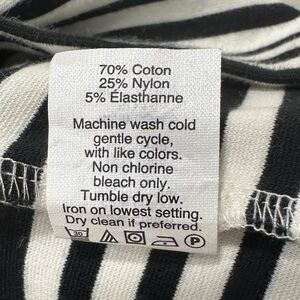 70% Coton
25% Nylon
5% Élasthanne
Machine wash cold
gentle cycle,
with like colors.
Non chlorine
bleach only.
Tumble dry low.
Iron on lowest setting.
Dry clean if preferred.
30 P